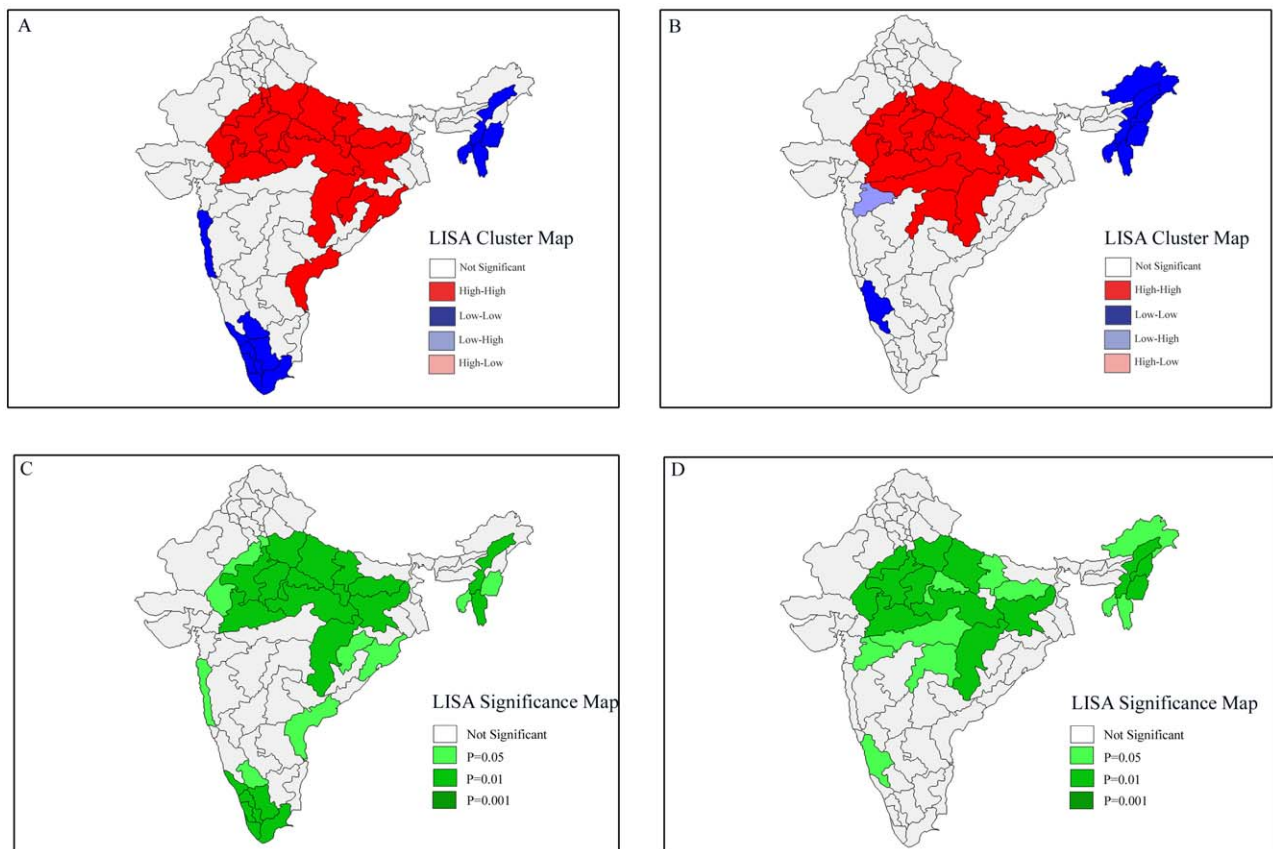 A
LISA Cluster Map
Not Significant
High-High
Low-Low
Low-High
High-Low
B
LISA Cluster Map
Not Significant
High-High
Low-Low
Low-High
High-Low
C
LISA Significance Map
Not Significant
P=0.05
P=0.01
P=0.001
D
LISA Significance Map
Not Significant
P=0.05
P=0.01
P=0.001